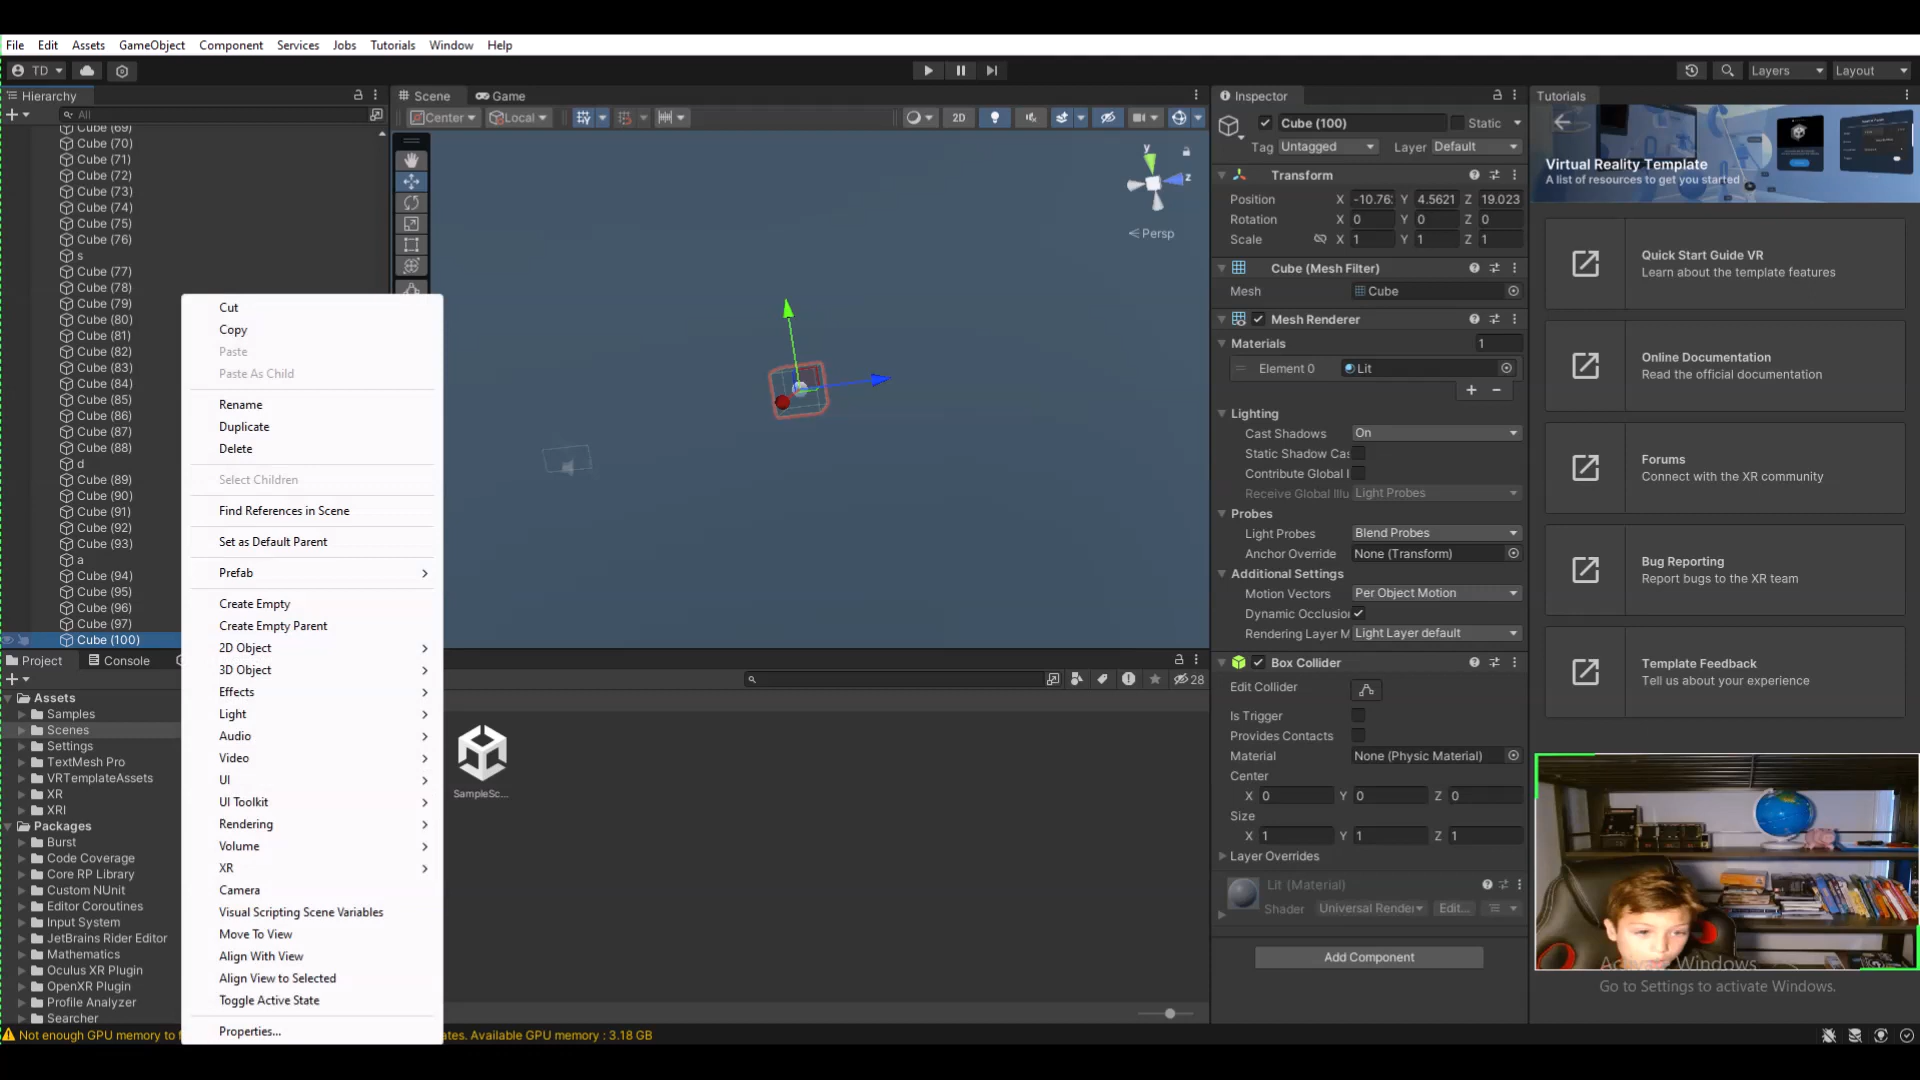 File Edit Assets GameObject Component Services Jobs Tutorials Window Help
TD
Layers
Layout
Hierarchy
All
Cube (69)
Cube (70)
Cube (71)
Cube (72)
Cube (73)
Cube (74)
Cube (75)
Cube (76)
s
Cube (77)
Cube (78)
Cube (79)
Cube (80)
Cube (81)
Cube (82)
Cube (83)
Cube (84)
Cube (85)
Cube (86)
Cube (87)
Cube (88)
d
Cube (89)
Cube (90)
Cube (91)
Cube (92)
Cube (93)
a
Cube (94)
Cube (95)
Cube (96)
Cube (97)
Cube (100)
Cut
Copy
Paste
Paste As Child
Rename
Duplicate
Delete
Select Children
Find References in Scene
Set as Default Parent
Prefab
Create Empty
Create Empty Parent
2D Object
3D Object
Effects
Light
Audio
Video
UI
UI Toolkit
Rendering
Volume
XR
Camera
Visual Scripting Scene Variables
Move To View
Align With View
Align View to Selected
Toggle Active State
Properties...
Scene Game
Center Local
2D
y
z
Persp
Project Console
Assets
Samples
Scenes
Settings
TextMesh Pro
VRTemplateAssets
XR
XRI
Packages
Burst
Code Coverage
Core RP Library
Custom NUnit
Editor Coroutines
Input System
JetBrains Rider Editor
Mathematics
Oculus XR Plugin
OpenXR Plugin
Profile Analyzer
Searcher
28
SampleSc...
Not enough GPU memory to f
ates. Available GPU memory : 3.18 GB
Inspector
Cube (100) Static
Tag Untagged Layer Default
Transform
Position X -10.76 Y 4.5621 Z 19.023
Rotation X 0 Y 0 Z 0
Scale X 1 Y 1 Z 1
Cube (Mesh Filter)
Mesh Cube
Mesh Renderer
Materials 1
Element 0 Lit
Lighting
Cast Shadows On
Static Shadow Cas
Contribute Global I
Receive Global Illu Light Probes
Probes
Light Probes Blend Probes
Anchor Override None (Transform)
Additional Settings
Motion Vectors Per Object Motion
Dynamic Occlusio
Rendering Layer M Light Layer default
Box Collider
Edit Collider
Is Trigger
Provides Contacts
Material None (Physic Material)
Center
X 0 Y 0 Z 0
Size
X 1 Y 1 Z 1
Layer Overrides
Lit (Material)
Shader Universal Render Edit...
Add Component
Tutorials
Virtual Reality Template
A list of resources to get you started
Quick Start Guide VR
Learn about the template features
Online Documentation
Read the official documentation
Forums
Connect with the XR community
Bug Reporting
Report bugs to the XR team
Template Feedback
Tell us about your experience
Activate Windows
Go to Settings to activate Windows.